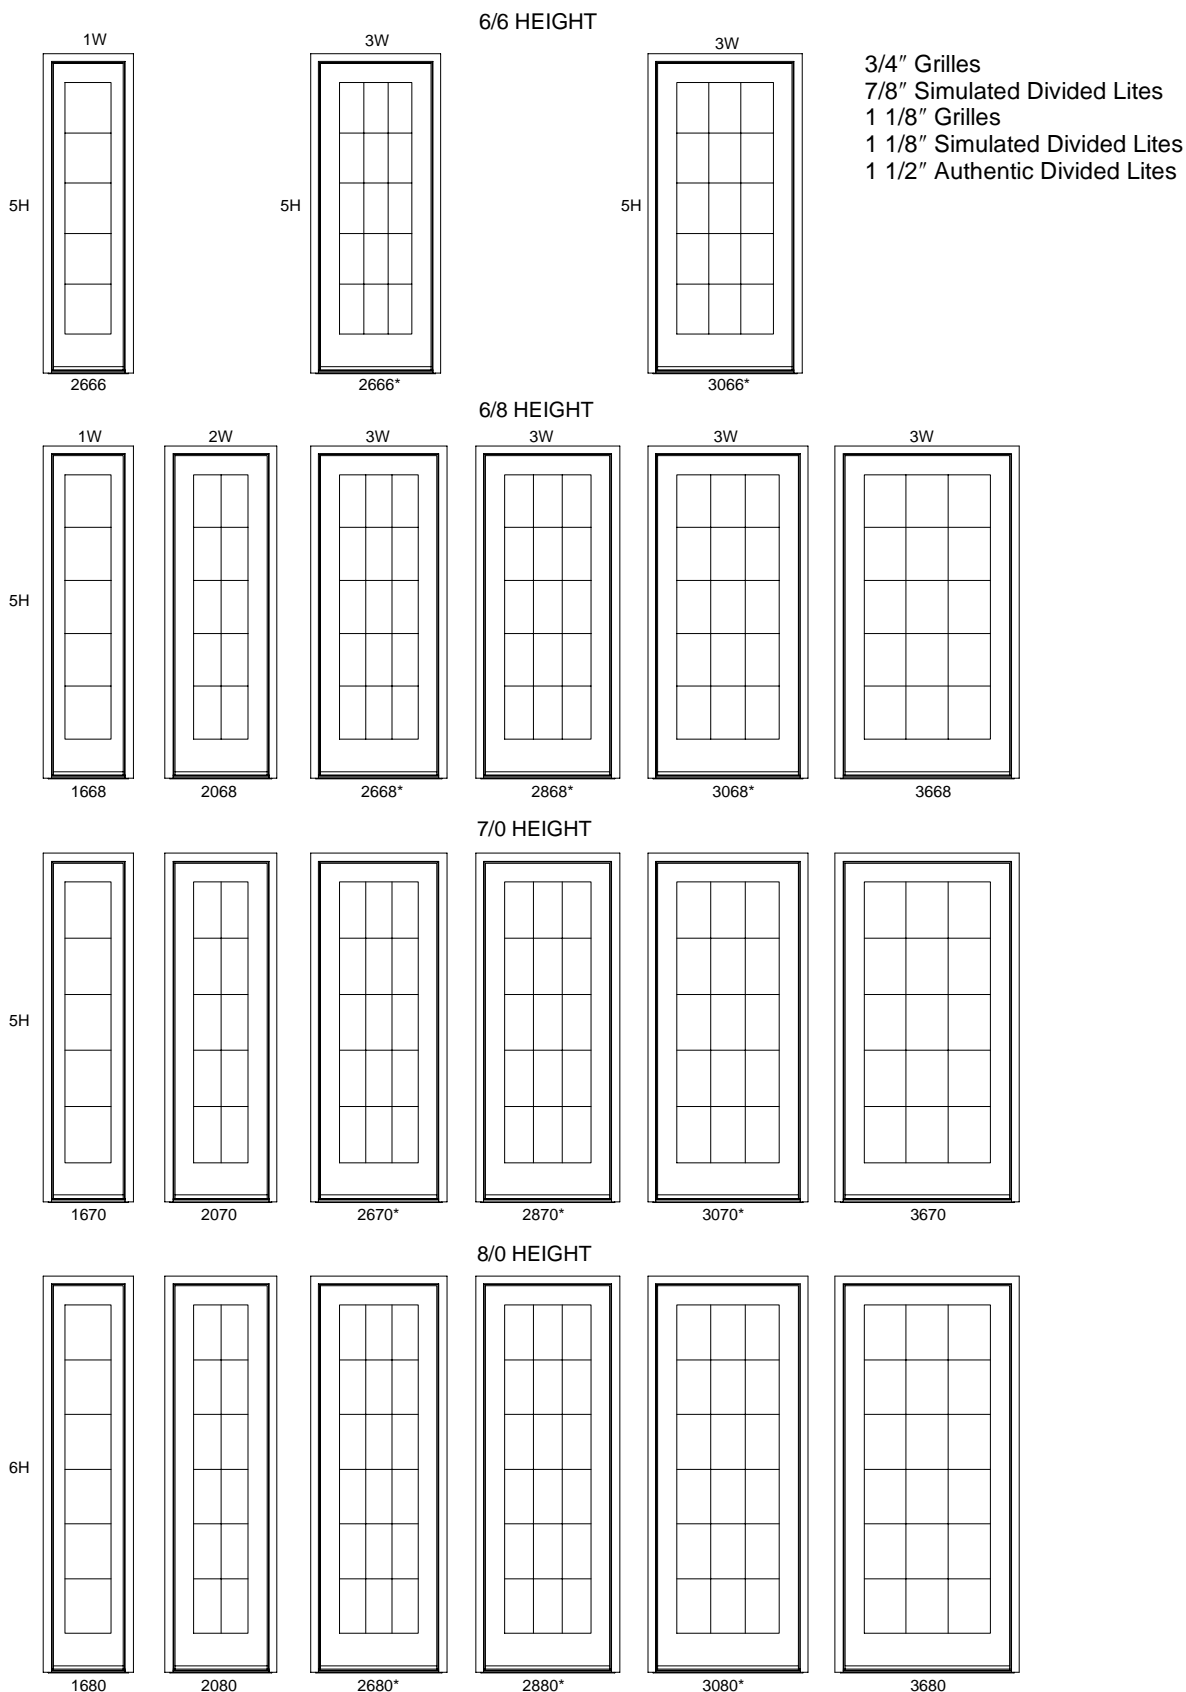 6/6 HEIGHT
1W 3W 3W
3/4″ Grilles
7/8″ Simulated Divided Lites
1 1/8″ Grilles
1 1/8″ Simulated Divided Lites
1 1/2″ Authentic Divided Lites
5H 5H 5H
2666 2666* 3066*
6/8 HEIGHT
1W 2W 3W 3W 3W 3W
5H
1668 2068 2668* 2868* 3068* 3668
7/0 HEIGHT
5H
1670 2070 2670* 2870* 3070* 3670
8/0 HEIGHT
6H
1680 2080 2680* 2880* 3080* 3680